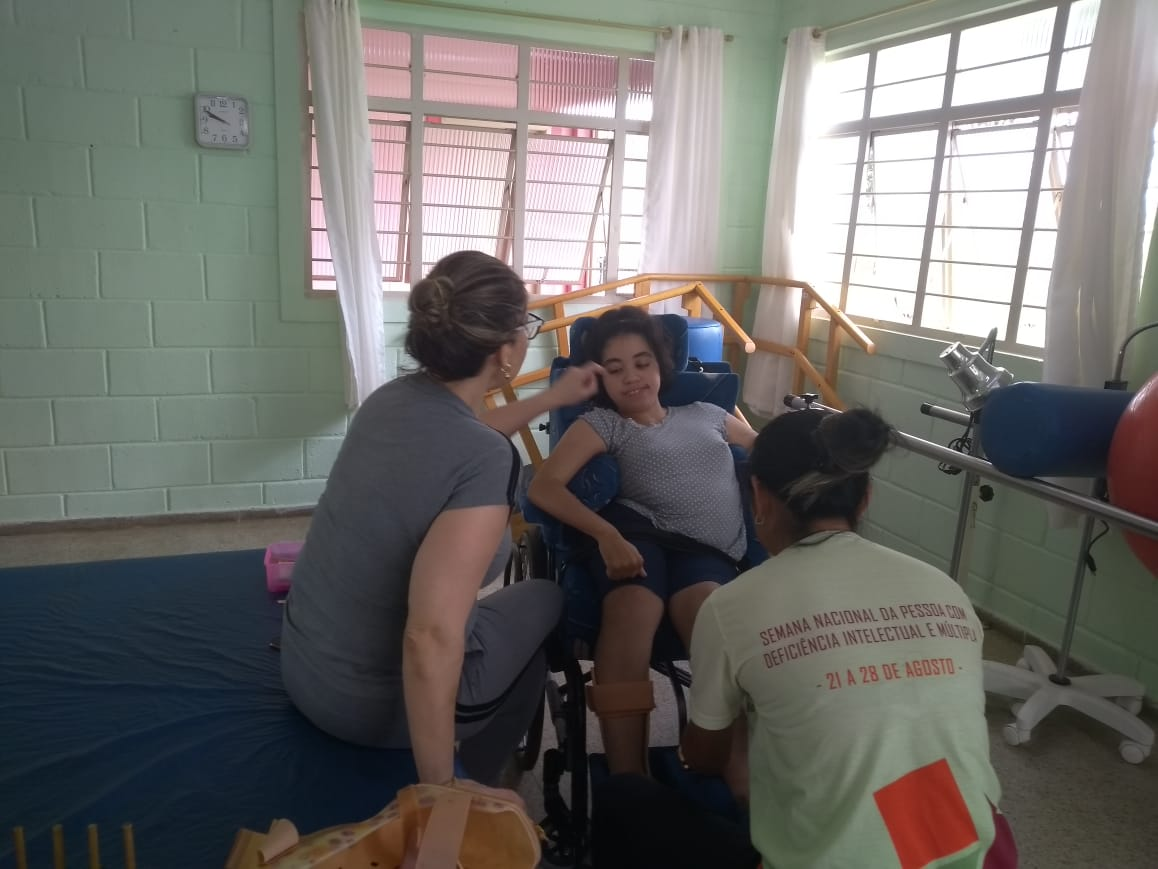 SEMANA NACIONAL DA PESSOA COM
DEFICIÊNCIA INTELECTUAL E MÚLTIPLA
- 21 A 28 DE AGOSTO -